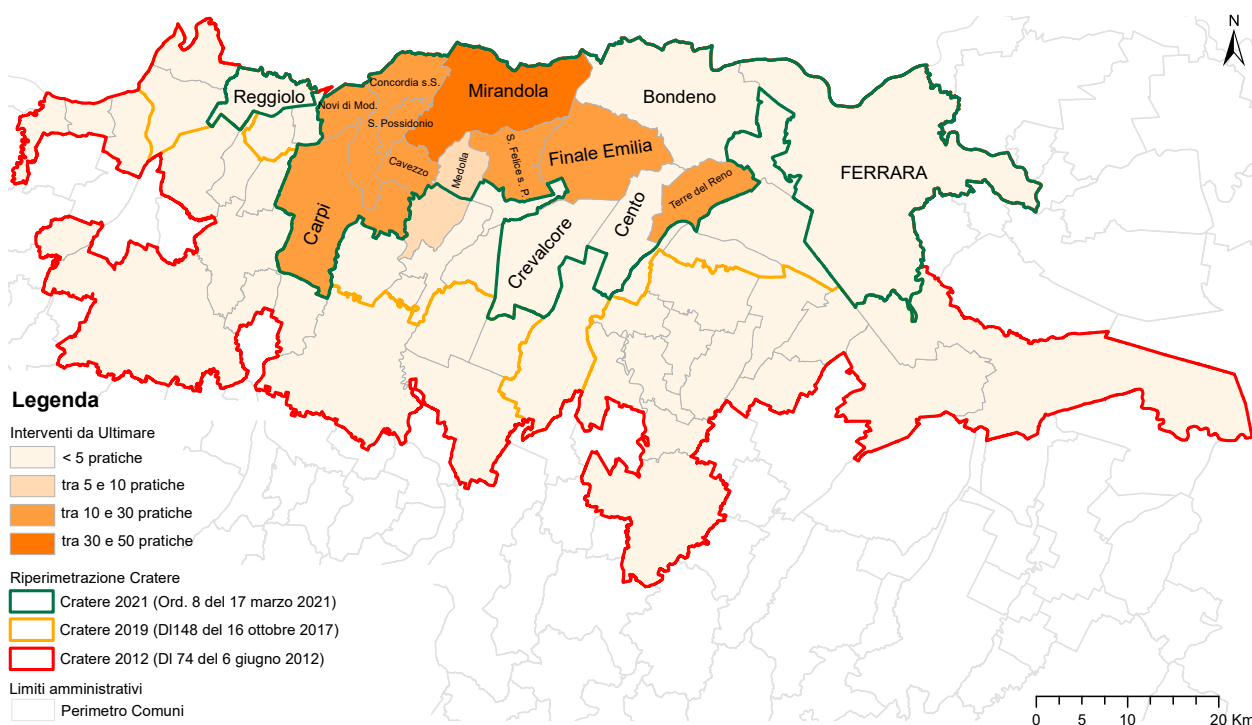 N
Concordia s.S.
Mirandola
Reggiolo
Novi di Mod.
Bondeno
S. Possidonio
S. Felice s. P.
Finale Emilia
Cavezzo
Medolla
Terre del Reno
FERRARA
Carpi
Cento
Crevalcore
Legenda
Interventi da Ultimare
< 5 pratiche
tra 5 e 10 pratiche
tra 10 e 30 pratiche
tra 30 e 50 pratiche
Riperimetrazione Cratere
Cratere 2021 (Ord. 8 del 17 marzo 2021)
Cratere 2019 (Dl148 del 16 ottobre 2017)
Cratere 2012 (Dl 74 del 6 giugno 2012)
Limiti amministrativi
Perimetro Comuni
0 5 10 20 Km